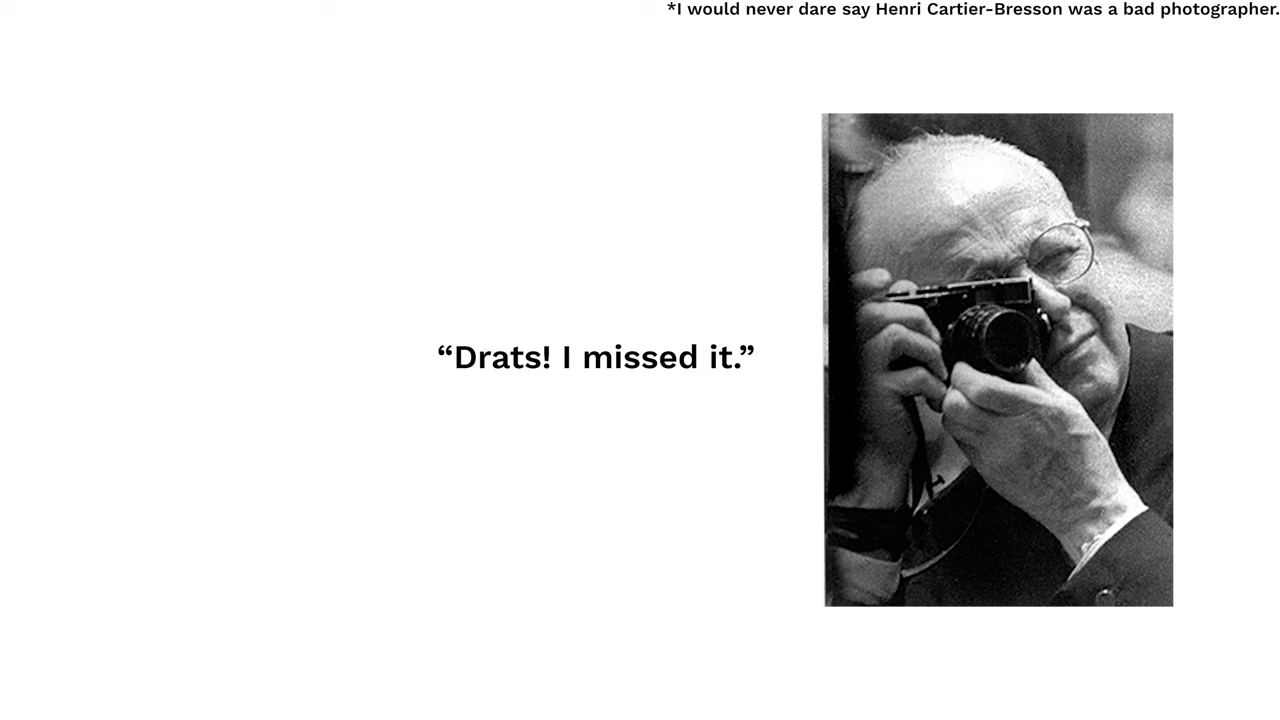 *I would never dare say Henri Cartier-Bresson was a bad photographer.
“Drats! I missed it.”